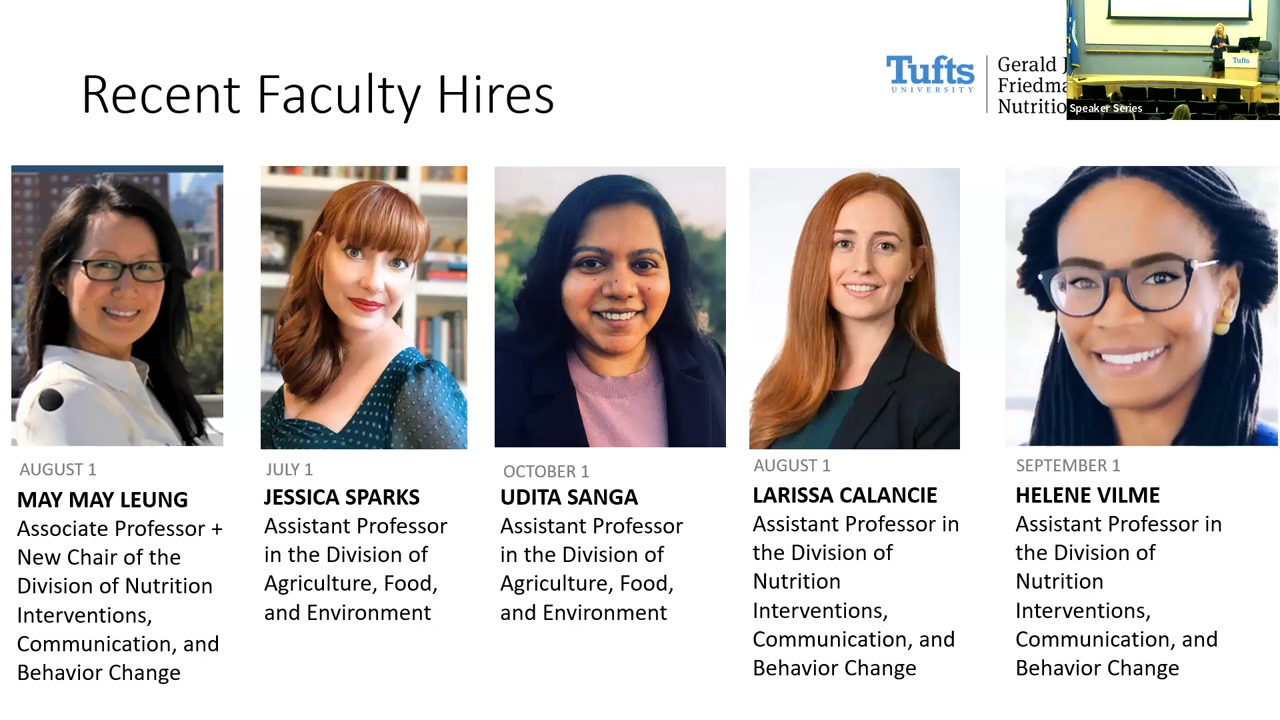 Recent Faculty Hires
Tufts
UNIVERSITY
Gerald J
Friedma
Nutritio
Tufts
Speaker Series
AUGUST 1
MAY MAY LEUNG
Associate Professor +
New Chair of the
Division of Nutrition
Interventions,
Communication, and
Behavior Change
JULY 1
JESSICA SPARKS
Assistant Professor
in the Division of
Agriculture, Food,
and Environment
OCTOBER 1
UDITA SANGA
Assistant Professor
in the Division of
Agriculture, Food,
and Environment
AUGUST 1
LARISSA CALANCIE
Assistant Professor in
the Division of
Nutrition
Interventions,
Communication, and
Behavior Change
SEPTEMBER 1
HELENE VILME
Assistant Professor in
the Division of
Nutrition
Interventions,
Communication, and
Behavior Change